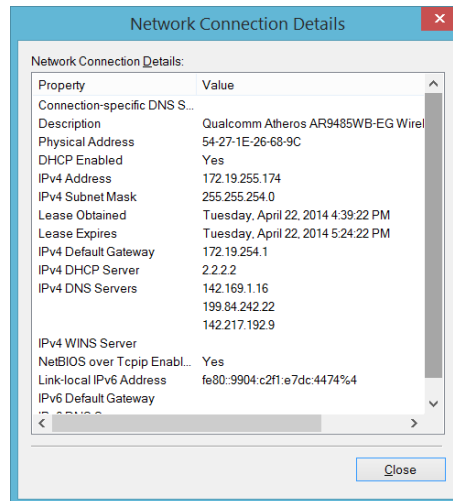 Network Connection Details
Network Connection Details:
Property Value
Connection-specific DNS S...
Description Qualcomm Atheros AR9485WB-EG Wirel
Physical Address 54-27-1E-26-68-9C
DHCP Enabled Yes
IPv4 Address 172.19.255.174
IPv4 Subnet Mask 255.255.254.0
Lease Obtained Tuesday, April 22, 2014 4:39:22 PM
Lease Expires Tuesday, April 22, 2014 5:24:22 PM
IPv4 Default Gateway 172.19.254.1
IPv4 DHCP Server 2.2.2.2
IPv4 DNS Servers 142.169.1.16
199.84.242.22
142.217.192.9
IPv4 WINS Server
NetBIOS over Tcpip Enabl... Yes
Link-local IPv6 Address fe80::9904:c2f1:e7dc:4474%4
IPv6 Default Gateway
Close